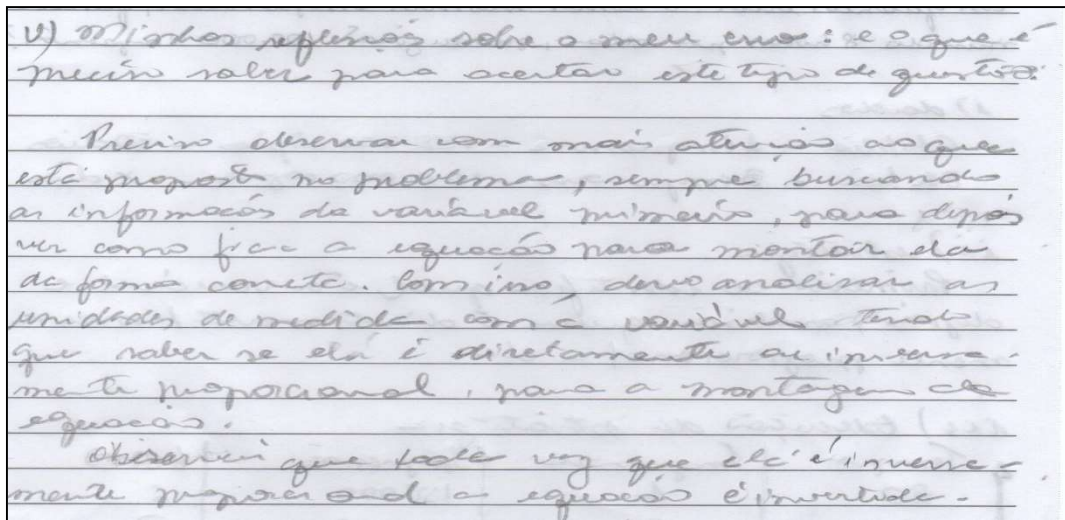 V) Minhas reflexões sobre o meu erro: e o que é
preciso saber para acertar este tipo de questão:
Preciso observar com mais atenção ao que
está proposto no problema, sempre buscando
as informações da variável primeiro, para depois
ver como fica a equação para montar ela
da forma correta. Com isso, devo analisar as
unidades de medida com a variável tendo
que saber se ela é diretamente ou inversa-
mente proporcional, para a montagem da
equação.
Observei que toda vez que ela é inversa-
mente proporcional a equação é invertida.